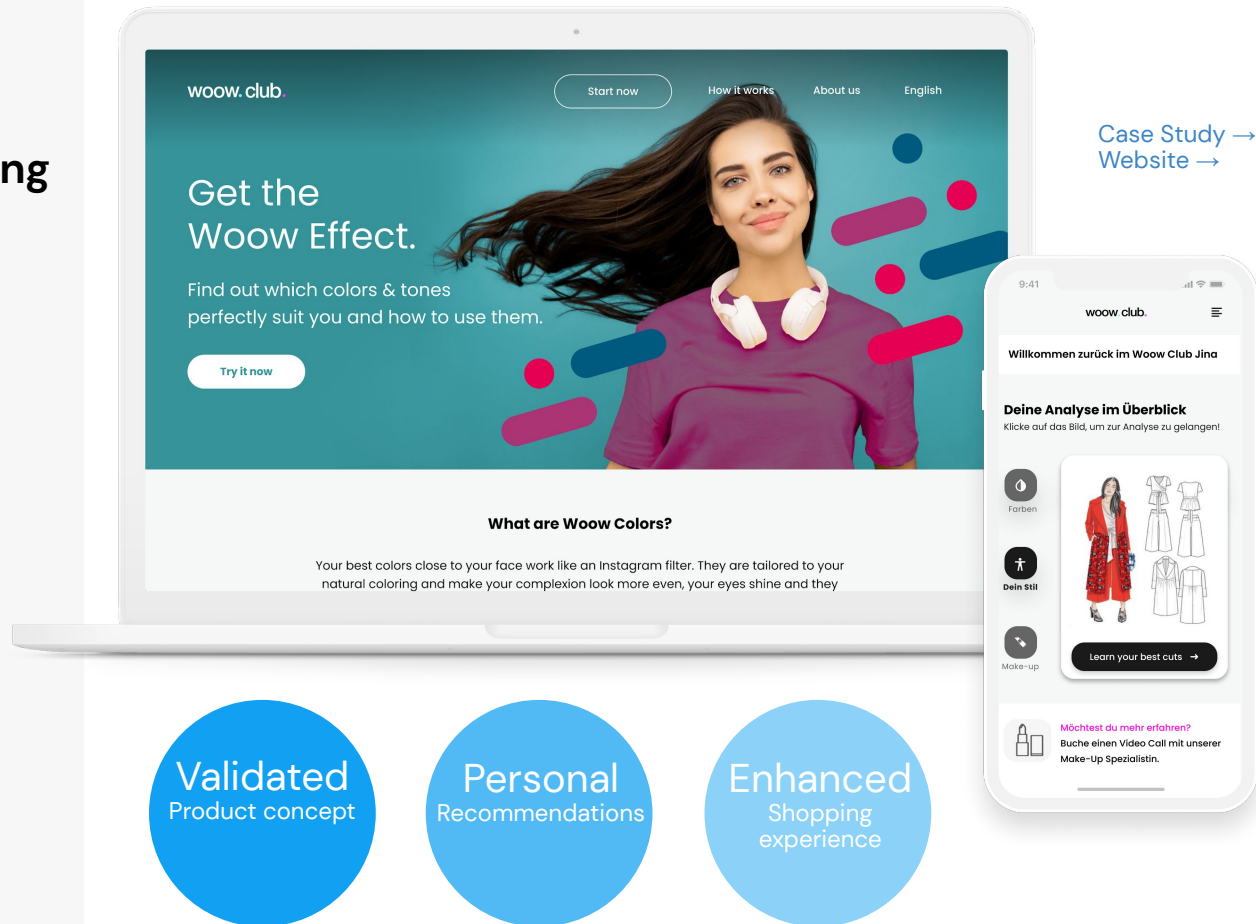 ng
woow. club.
Start now
How it works
About us
English
Get the
Woow Effect.
Find out which colors & tones
perfectly suit you and how to use them.
Try it now
What are Woow Colors?
Your best colors close to your face work like an Instagram filter. They are tailored to your
natural coloring and make your complexion look more even, your eyes shine and they
Case Study →
Website →
9:41
woow club.
Willkommen zurück im Woow Club Jina
Deine Analyse im Überblick
Klicke auf das Bild, um zur Analyse zu gelangen!
Farben
Dein Stil
Make-up
Learn your best cuts →
Möchtest du mehr erfahren?
Buche einen Video Call mit unserer
Make-Up Spezialistin.
Validated
Product concept
Personal
Recommendations
Enhanced
Shopping
experience